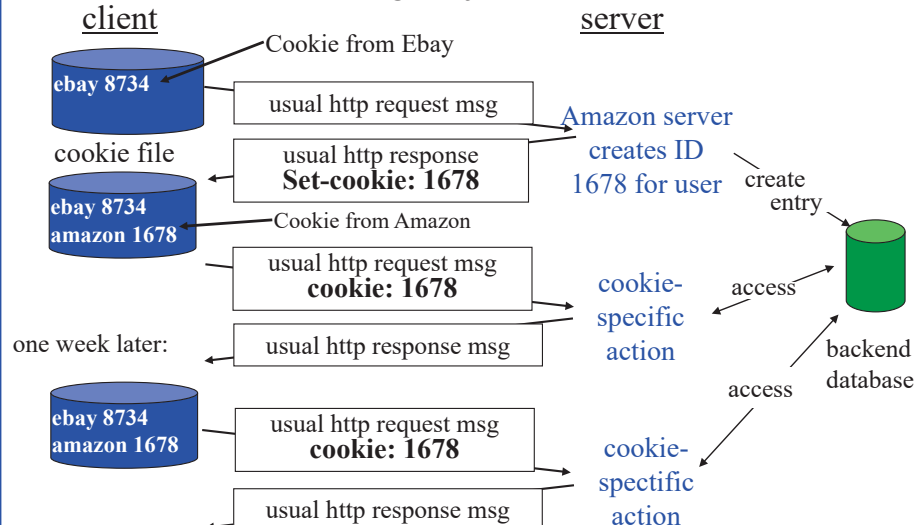 client
server
Cookie from Ebay
ebay 8734
usual http request msg
Amazon server
creates ID
1678 for user
cookie file
usual http response
Set-cookie: 1678
create
entry
ebay 8734
amazon 1678
Cookie from Amazon
usual http request msg
cookie: 1678
cookie-
specific
action
access
one week later:
usual http response msg
backend
database
access
ebay 8734
amazon 1678
usual http request msg
cookie: 1678
cookie-
spectific
action
usual http response msg